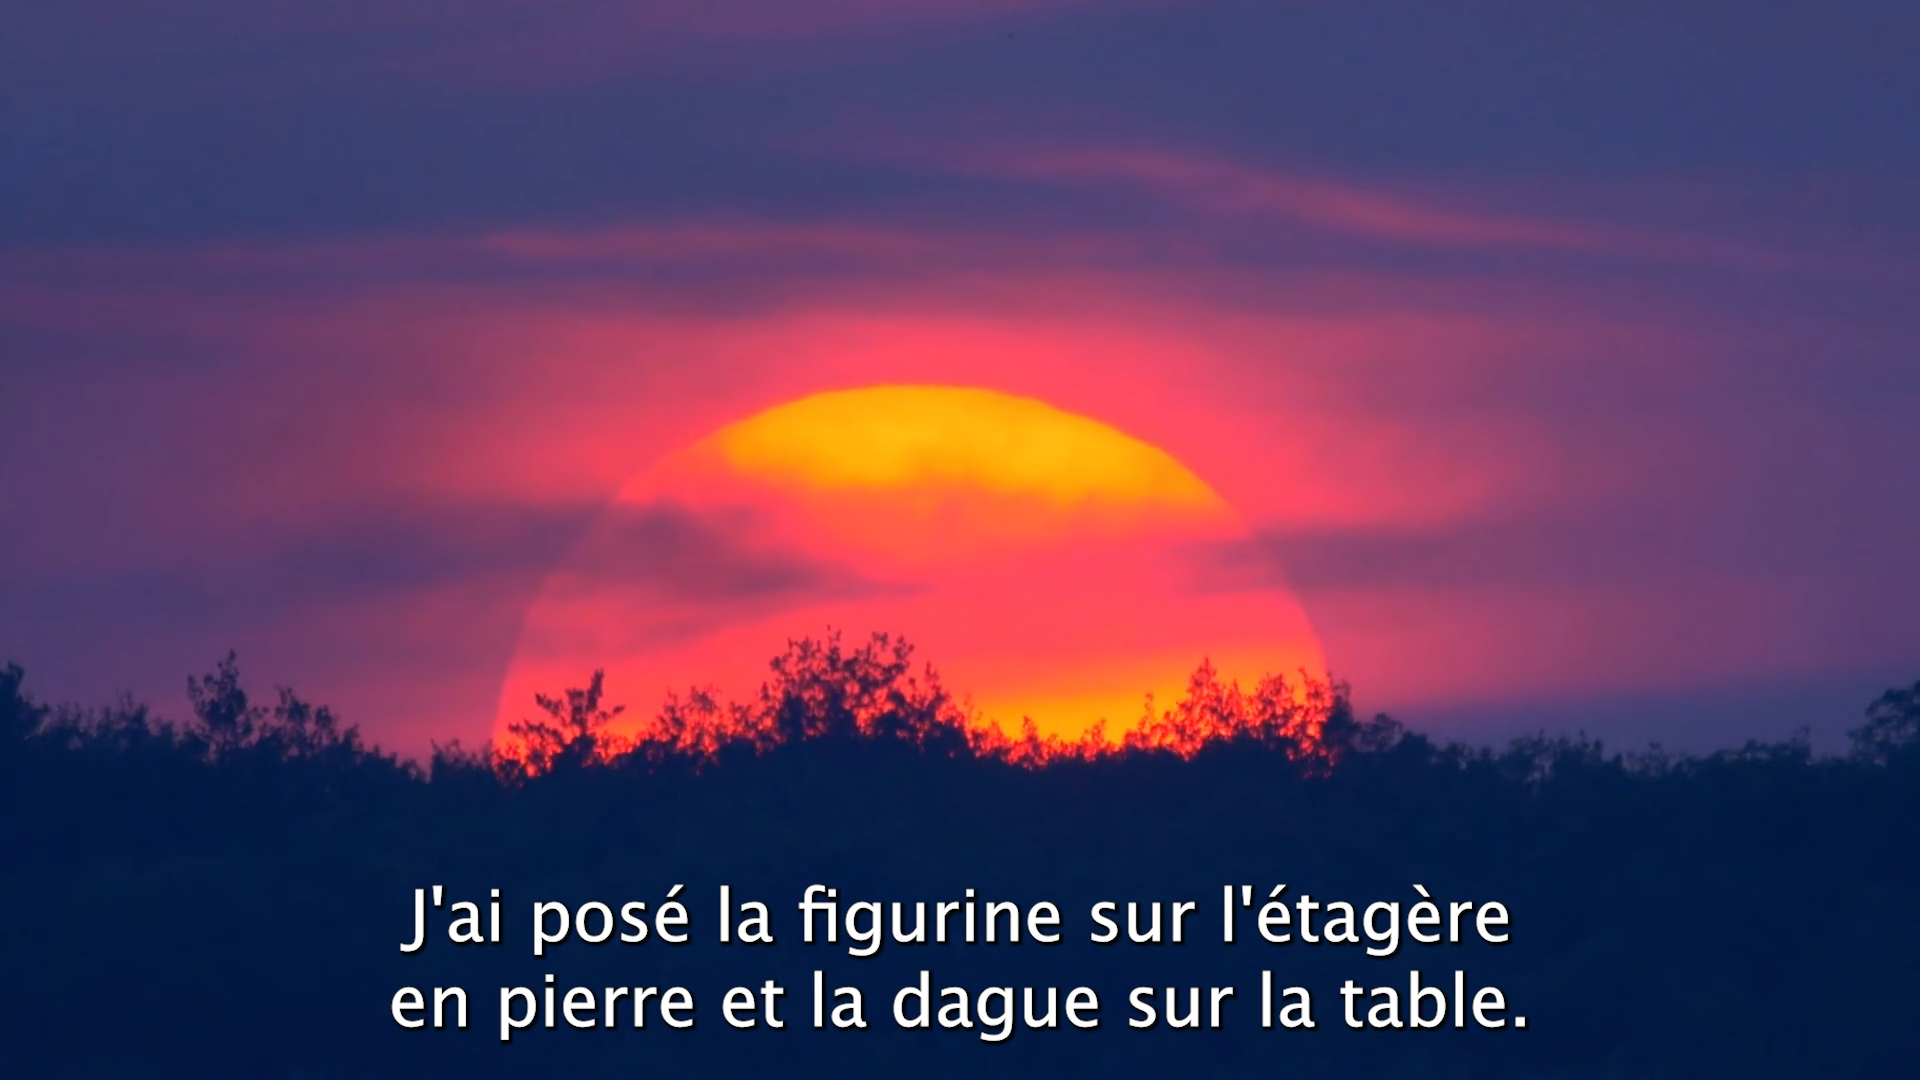 J'ai posé la figurine sur l'étagère
en pierre et la dague sur la table.